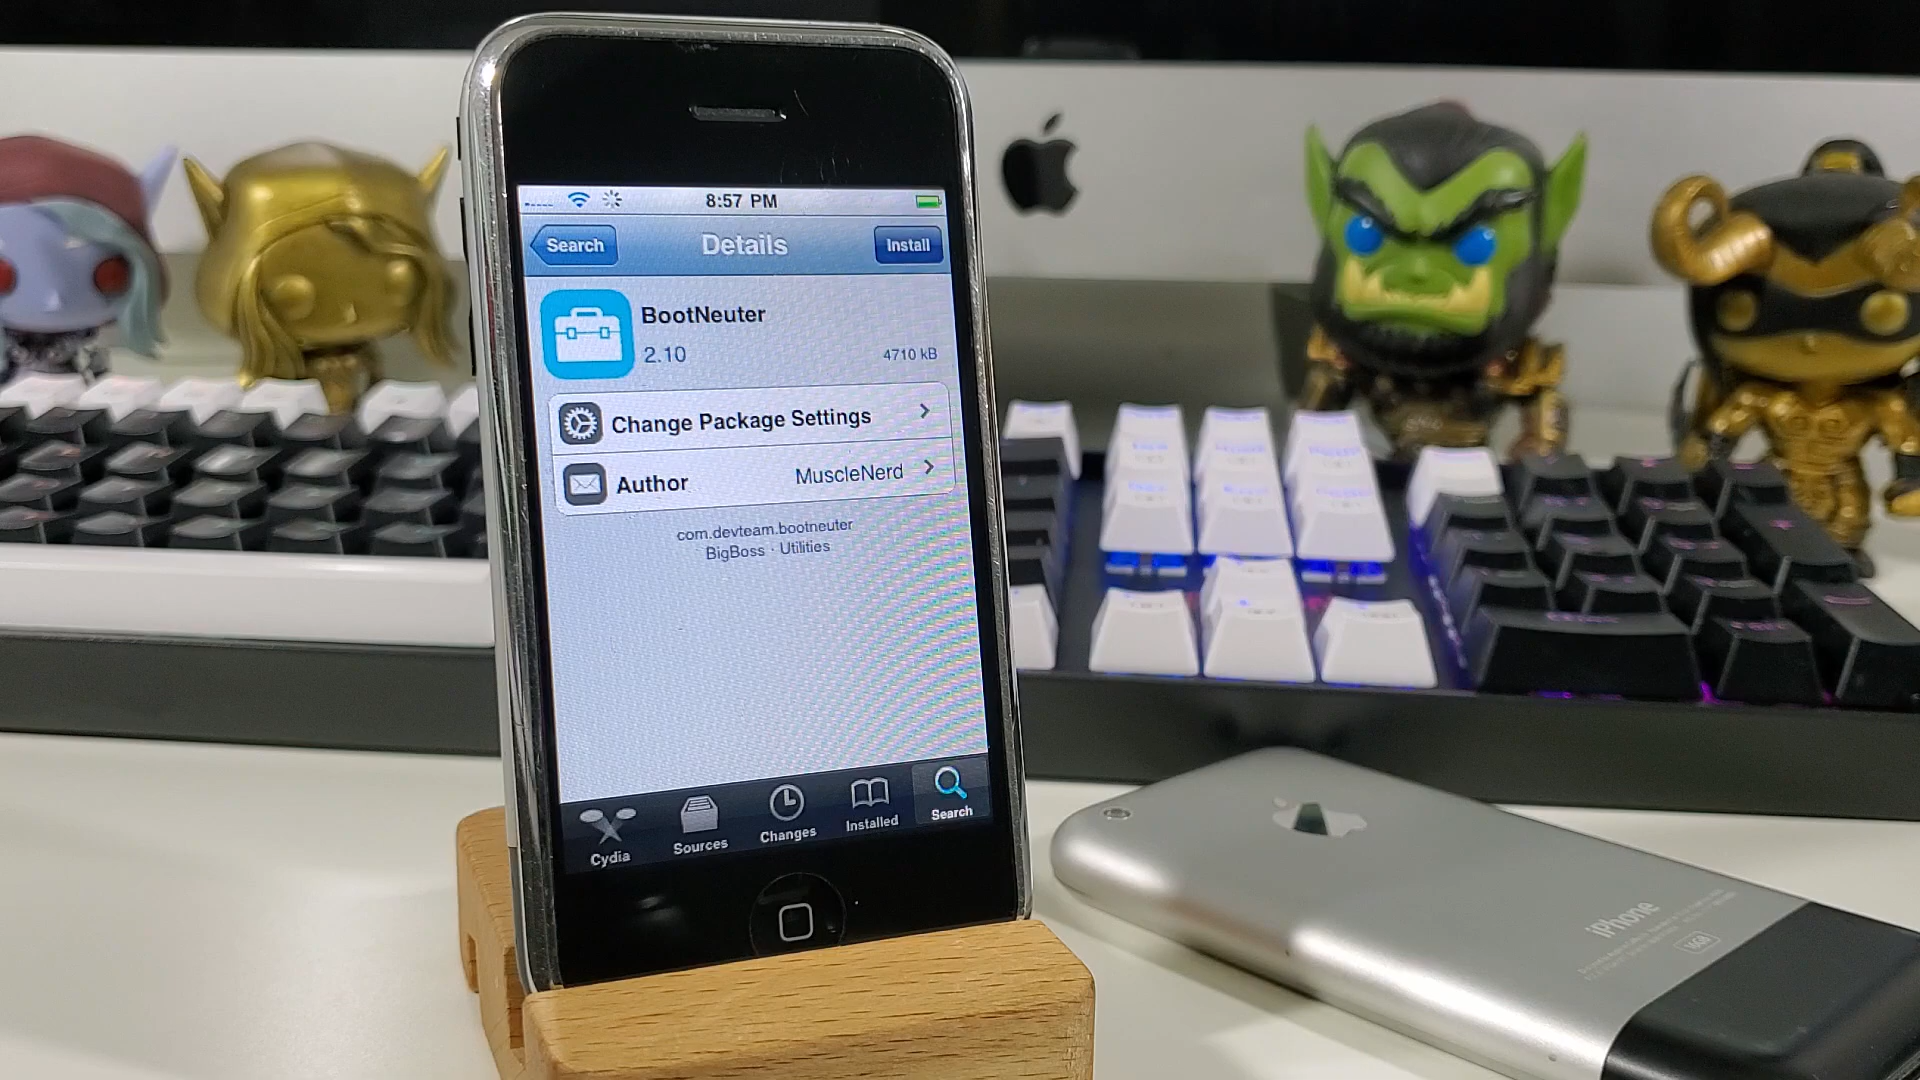 8:57 PM
Search
Details
Install
BootNeuter
2.10
4710 kB
Change Package Settings
Author
MuscleNerd
com.devteam.bootneuter
BigBoss · Utilities
Cydia
Sources
Changes
Installed
Search
iPhone
16GB